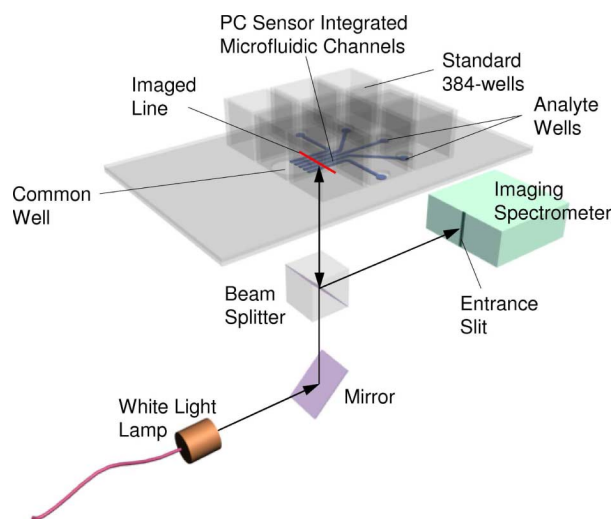 PC Sensor Integrated
Microfluidic Channels
Standard
384-wells
Imaged
Line
Analyte
Wells
Common
Well
Imaging
Spectrometer
Beam
Splitter
Entrance
Slit
White Light
Lamp
Mirror